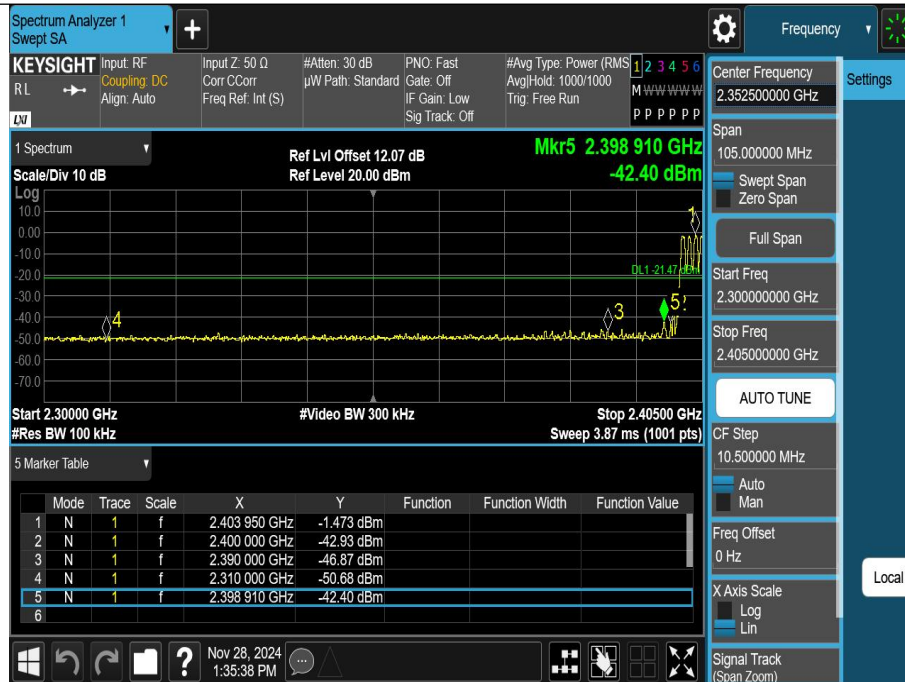 Spectrum Analyzer 1
Swept SA
+
Frequency
KEYSIGHT
RL
LXI
Input: RF
Coupling: DC
Align: Auto
Input Z: 50 Ω
Corr CCorr
Freq Ref: Int (S)
#Atten: 30 dB
µW Path: Standard
PNO: Fast
Gate: Off
IF Gain: Low
Sig Track: Off
#Avg Type: Power (RMS
Avg|Hold: 1000/1000
Trig: Free Run
1 2 3 4 5 6
M W W W W W
P P P P P P
1 Spectrum
Scale/Div 10 dB
Ref Lvl Offset 12.07 dB
Ref Level 20.00 dBm
Mkr5 2.398 910 GHz
-42.40 dBm
Log
10.0
0.00
-10.0
-20.0
-30.0
-40.0
-50.0
-60.0
-70.0
1
DL1 -21.47 dBm
5
3
4
Start 2.30000 GHz
#Video BW 300 kHz
Stop 2.40500 GHz
#Res BW 100 kHz
Sweep 3.87 ms (1001 pts)
5 Marker Table
Mode Trace Scale X Y Function Function Width Function Value
1 N 1 f 2.403 950 GHz -1.473 dBm
2 N 1 f 2.400 000 GHz -42.93 dBm
3 N 1 f 2.390 000 GHz -46.87 dBm
4 N 1 f 2.310 000 GHz -50.68 dBm
5 N 1 f 2.398 910 GHz -42.40 dBm
6
?
Nov 28, 2024
1:35:38 PM
Center Frequency
2.352500000 GHz
Settings
Span
105.000000 MHz
Swept Span
Zero Span
Full Span
Start Freq
2.300000000 GHz
Stop Freq
2.405000000 GHz
AUTO TUNE
CF Step
10.500000 MHz
Auto
Man
Freq Offset
0 Hz
Local
X Axis Scale
Log
Lin
Signal Track
(Span Zoom)